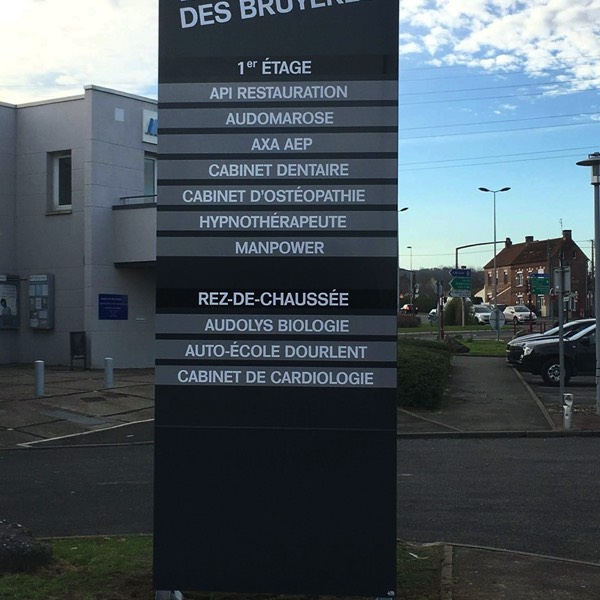 DES BRUYÈRE
1er ÉTAGE
API RESTAURATION
AUDOMAROSE
AXA AEP
CABINET DENTAIRE
CABINET D'OSTÉOPATHIE
HYPNOTHÉRAPEUTE
MANPOWER
REZ-DE-CHAUSSÉE
AUDOLYS BIOLOGIE
AUTO-ÉCOLE DOURLENT
CABINET DE CARDIOLOGIE